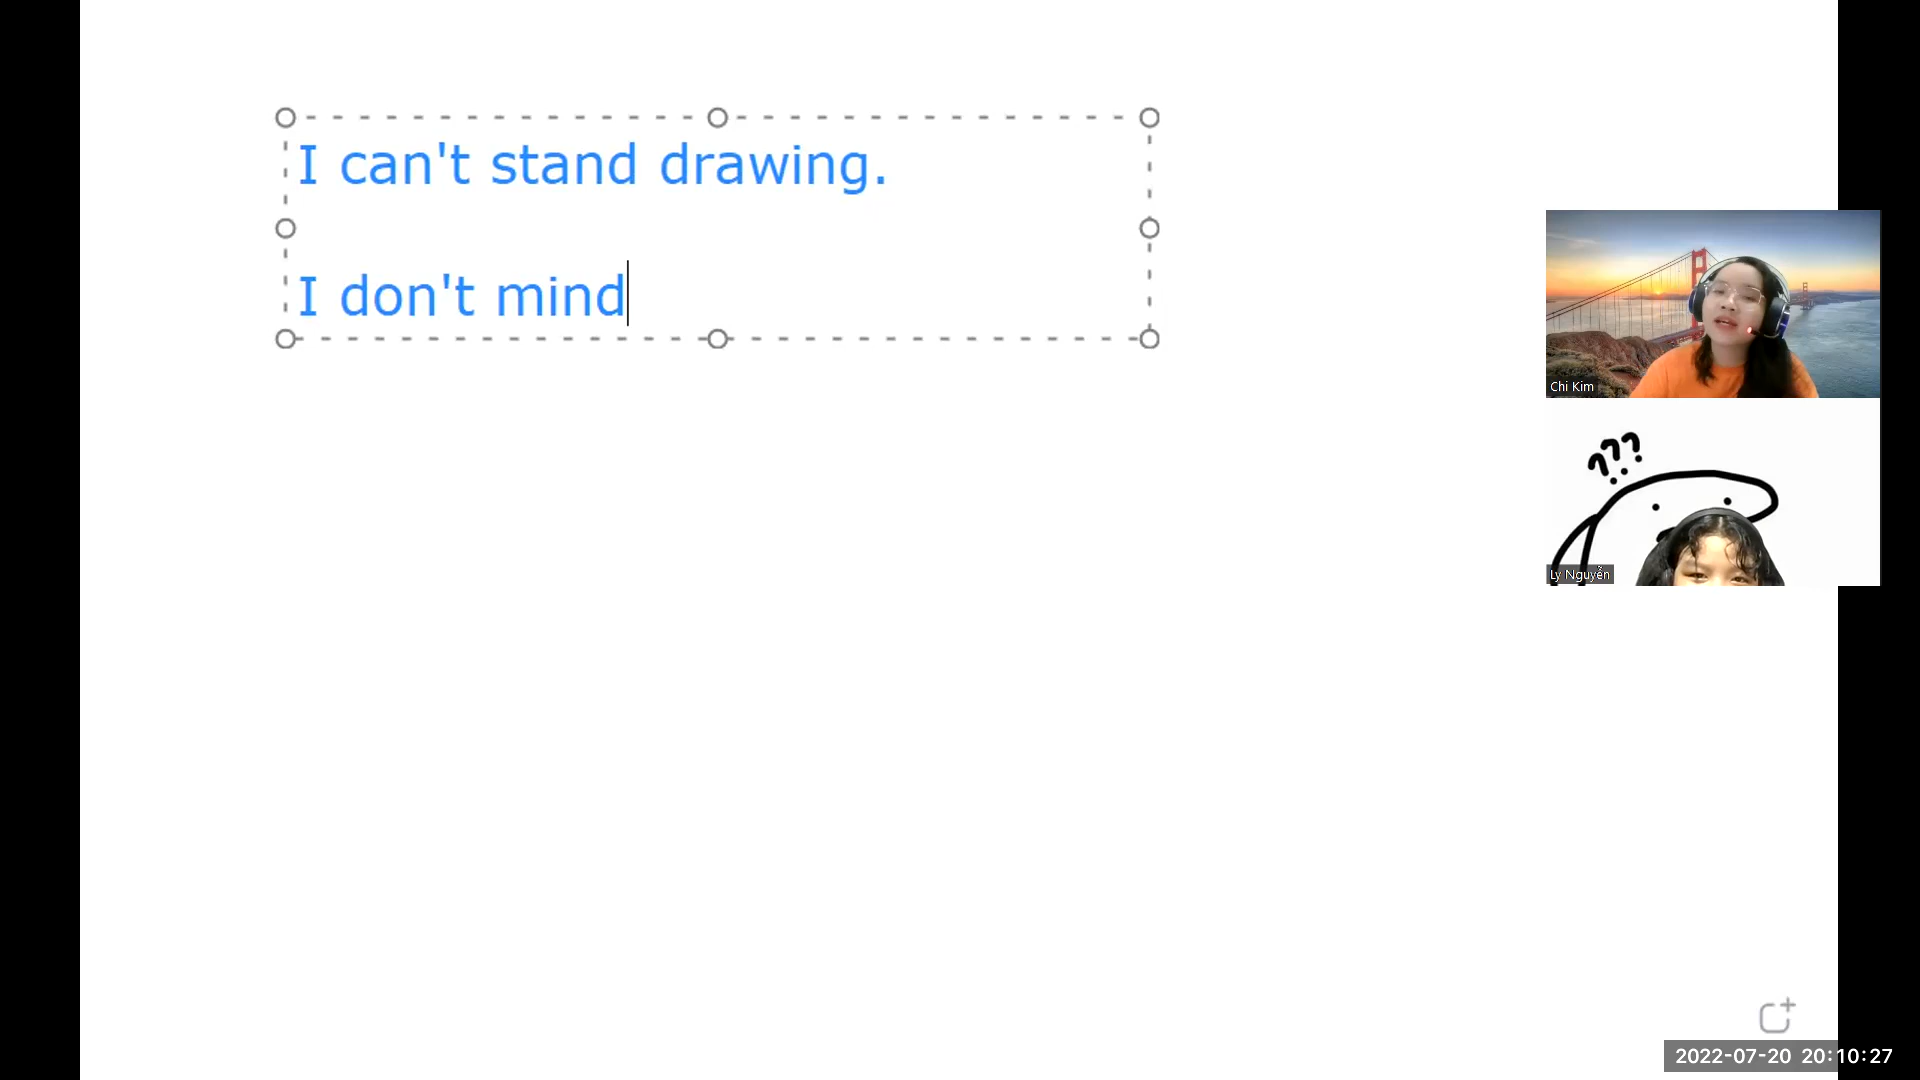 I can't stand drawing.
I don't mind
Chi Kim
???
Ly Nguyễn
2022-07-20 20:10:27